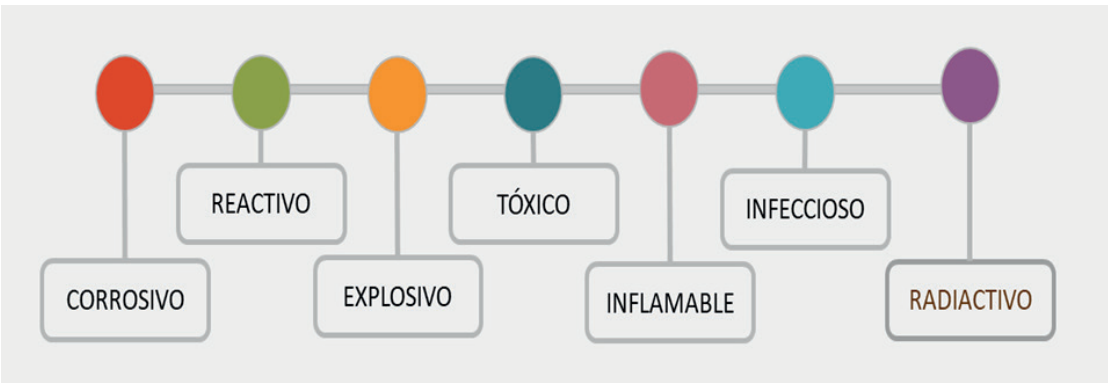 CORROSIVO
REACTIVO
EXPLOSIVO
TÓXICO
INFLAMABLE
INFECCIOSO
RADIACTIVO